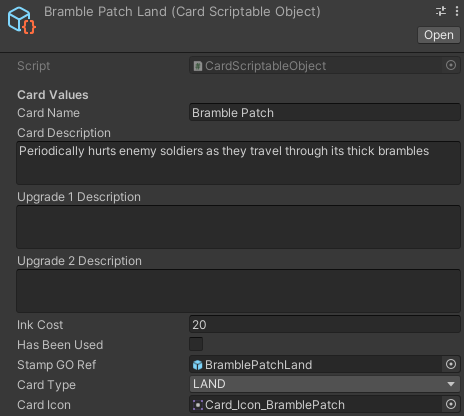 Bramble Patch Land (Card Scriptable Object)
Open
Script CardScriptableObject
Card Values
Card Name Bramble Patch
Card Description
Periodically hurts enemy soldiers as they travel through its thick brambles
Upgrade 1 Description
Upgrade 2 Description
Ink Cost 20
Has Been Used
Stamp GO Ref BramblePatchLand
Card Type LAND
Card Icon Card_Icon_BramblePatch